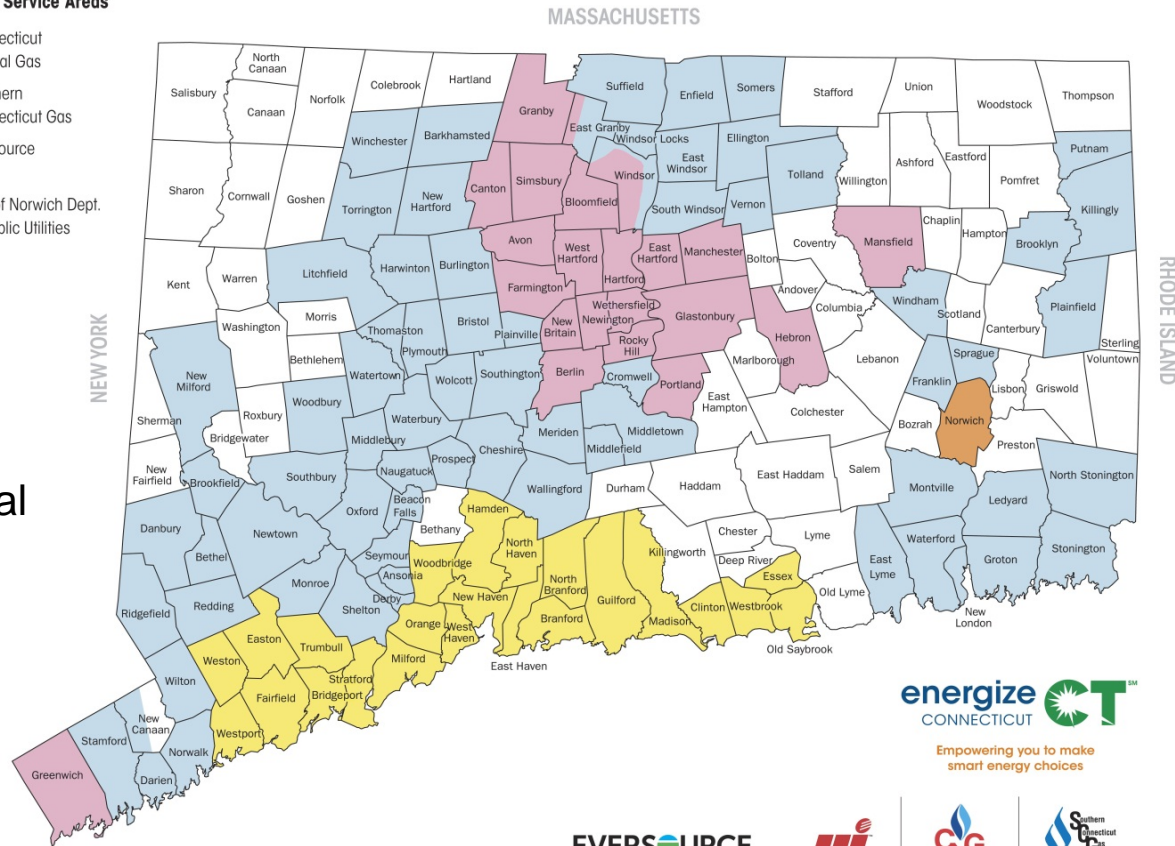 Service Areas
MASSACHUSETTS
ecticut
al Gas
hern
ecticut Gas
ource
f Norwich Dept.
blic Utilities
al
NEW YORK
RHODE ISLAND
Salisbury
North
Canaan
Canaan
Norfolk
Colebrook
Hartland
Granby
Suffield
Enfield
Somers
Stafford
Union
Woodstock
Thompson
Winchester
Barkhamsted
East Granby
Windsor Locks
East
Windsor
Ellington
Tolland
Willington
Ashford
Eastford
Pomfret
Putnam
Killingly
Sharon
Cornwall
Goshen
Torrington
New
Hartford
Canton
Simsbury
Bloomfield
Windsor
South Windsor
Vernon
Mansfield
Chaplin
Hampton
Brooklyn
Kent
Warren
Litchfield
Harwinton
Burlington
Avon
West
Hartford
Farmington
Hartford
East
Hartford
Manchester
Bolton
Coventry
Andover
Columbia
Windham
Scotland
Canterbury
Plainfield
Sterling
Voluntown
Washington
Morris
Bethlehem
Thomaston
Plymouth
Bristol
Plainville
New
Britain
Wethersfield
Newington
Rocky
Hill
Glastonbury
Hebron
Marlborough
Lebanon
Franklin
Sprague
Lisbon
Griswold
New
Milford
Watertown
Wolcott
Southington
Berlin
Cromwell
Portland
East
Hampton
Colchester
Bozrah
Norwich
Preston
Sherman
Roxbury
Bridgewater
Woodbury
Waterbury
Middlebury
Cheshire
Meriden
Middletown
Middlefield
New
Fairfield
Brookfield
Southbury
Naugatuck
Prospect
Wallingford
Durham
Haddam
East Haddam
Salem
Montville
Ledyard
North Stonington
Danbury
Bethel
Newtown
Oxford
Beacon
Falls
Bethany
Hamden
North
Haven
Killingworth
Chester
Deep River
Lyme
East
Lyme
Waterford
Groton
Stonington
New
London
Ridgefield
Redding
Monroe
Seymour
Ansonia
Derby
Shelton
Woodbridge
New Haven
North
Branford
Branford
Guilford
Madison
Clinton
Westbrook
Essex
Old Lyme
Old Saybrook
Easton
Weston
Trumbull
Orange
West
Haven
East Haven
Milford
Stratford
Bridgeport
Fairfield
Westport
Wilton
New
Canaan
Stamford
Norwalk
Darien
Greenwich
energize
CONNECTICUT
CT
SM
Empowering you to make
smart energy choices
EVERSOURCE
CNG
Southern
Connecticut
Gas